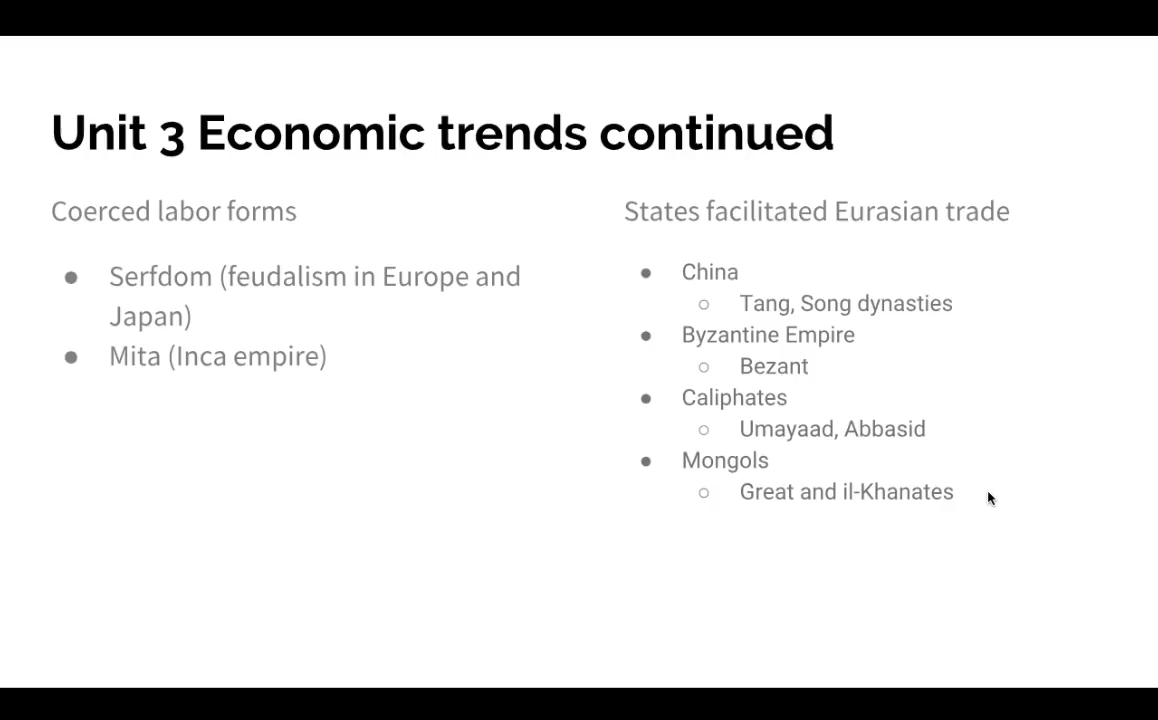 Unit 3 Economic trends continued
Coerced labor forms
● Serfdom (feudalism in Europe and
Japan)
● Mita (Inca empire)
States facilitated Eurasian trade
● China
○ Tang, Song dynasties
● Byzantine Empire
○ Bezant
● Caliphates
○ Umayaad, Abbasid
● Mongols
○ Great and il-Khanates